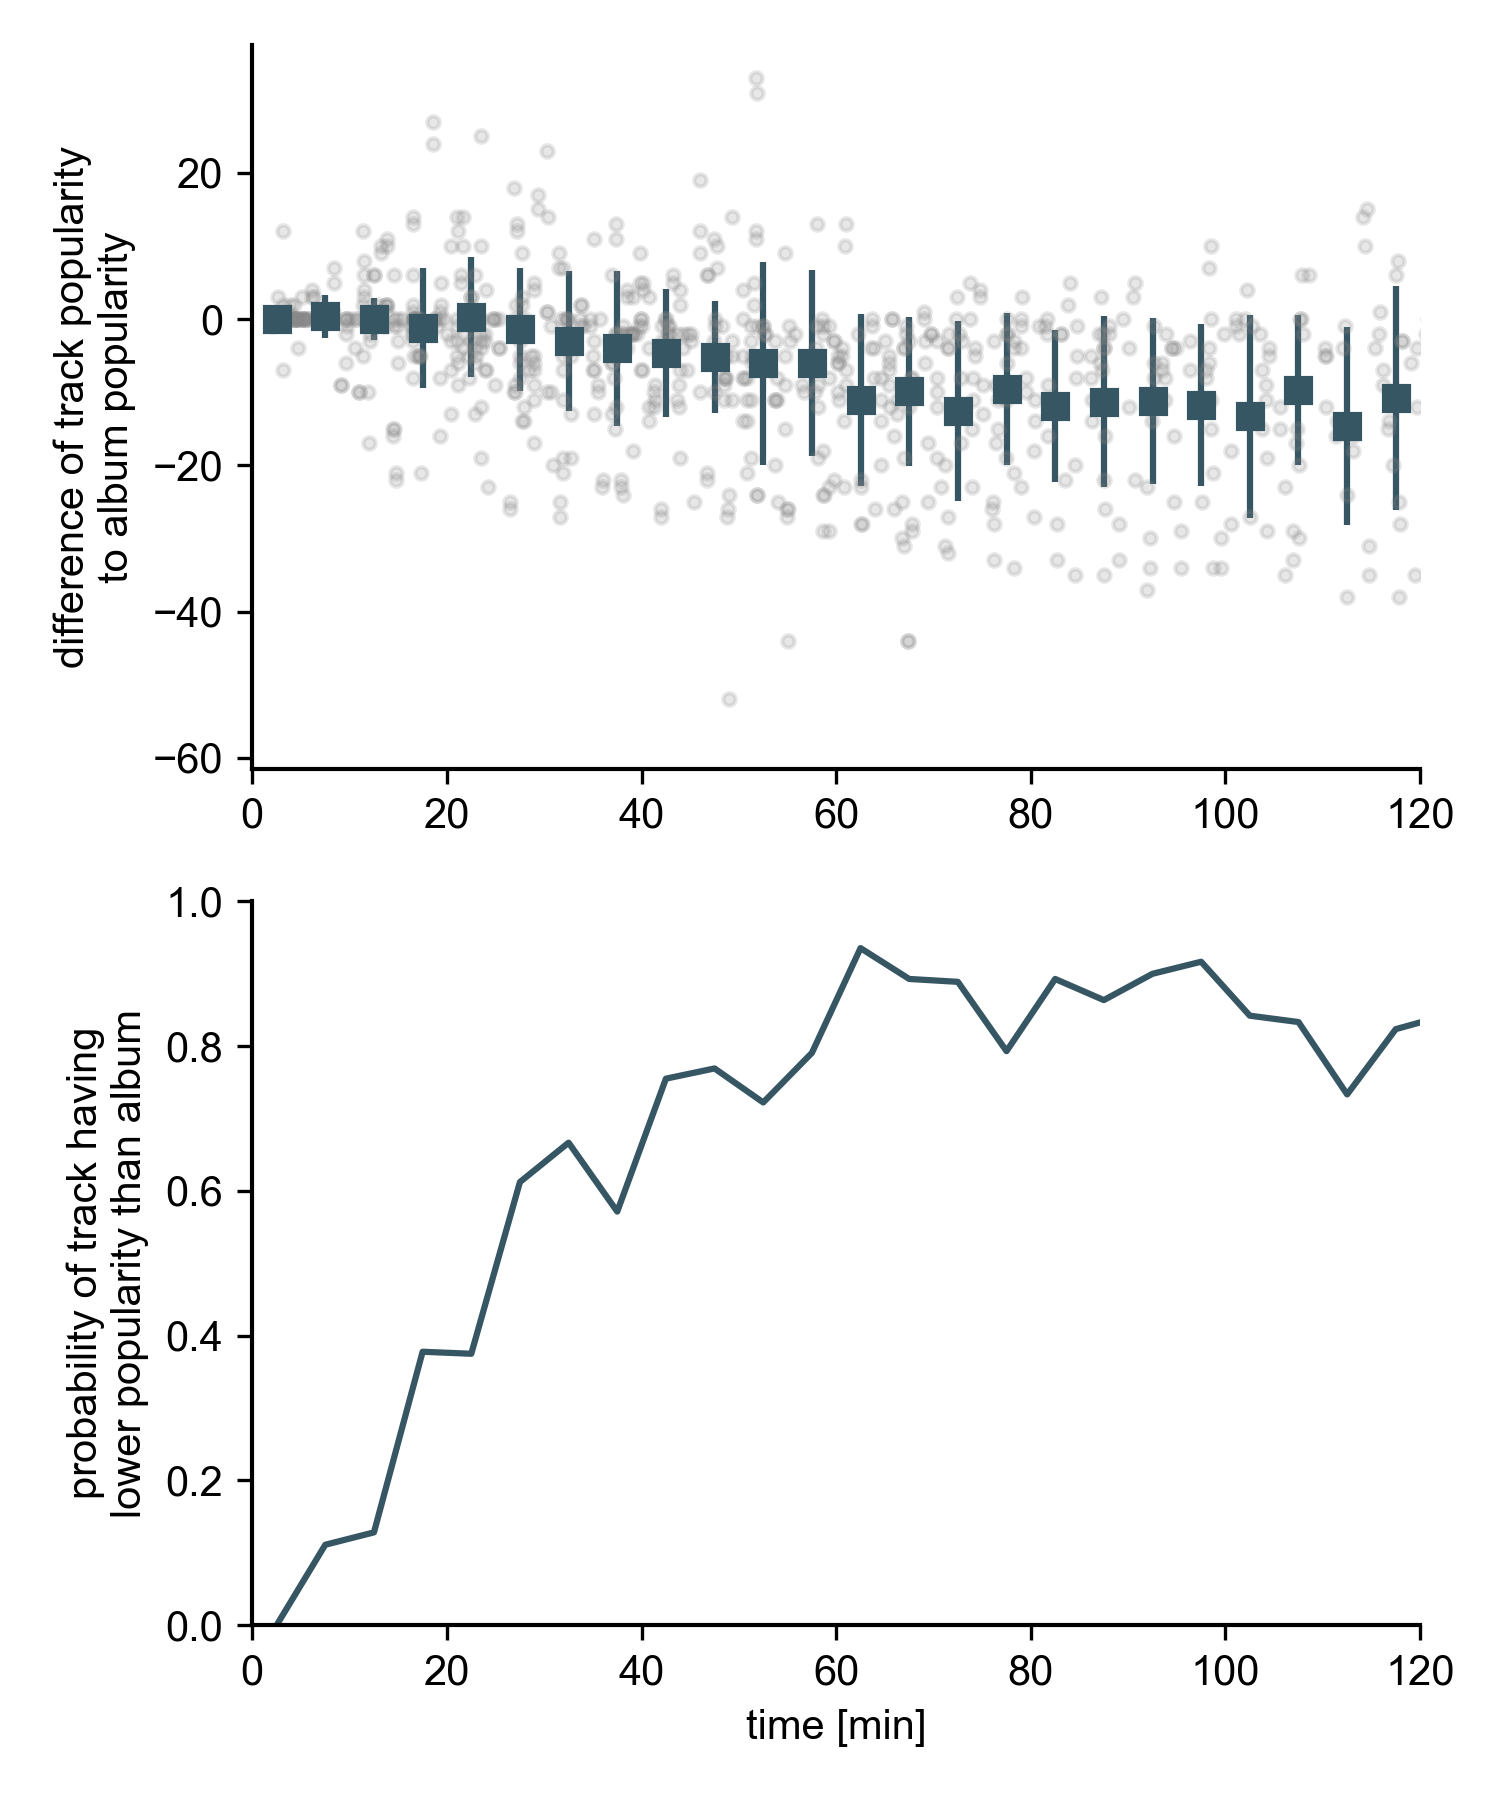 difference of track popularity
to album popularity
20
0
−20
−40
−60
0 20 40 60 80 100 120
probability of track having
lower popularity than album
1.0
0.8
0.6
0.4
0.2
0.0
0 20 40 60 80 100 120
time [min]